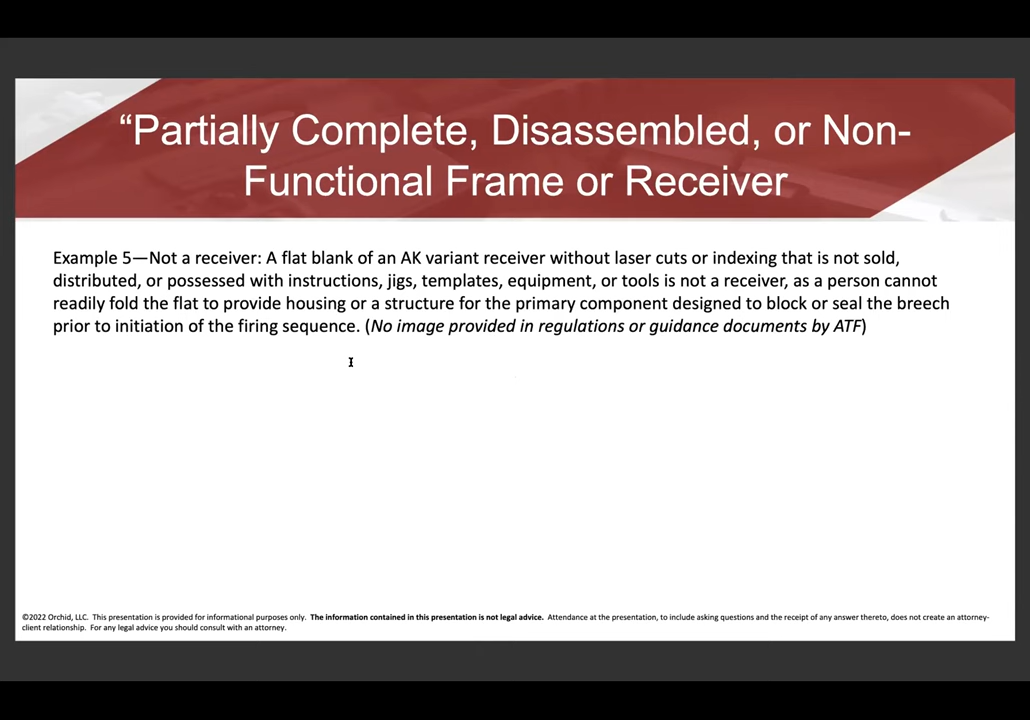 “Partially Complete, Disassembled, or Non-
Functional Frame or Receiver
Example 5—Not a receiver: A flat blank of an AK variant receiver without laser cuts or indexing that is not sold,
distributed, or possessed with instructions, jigs, templates, equipment, or tools is not a receiver, as a person cannot
readily fold the flat to provide housing or a structure for the primary component designed to block or seal the breech
prior to initiation of the firing sequence. (No image provided in regulations or guidance documents by ATF)
©2022 Orchid, LLC. This presentation is provided for informational purposes only. The information contained in this presentation is not legal advice. Attendance at the presentation, to include asking questions and the receipt of any answer thereto, does not create an attorney-
client relationship. For any legal advice you should consult with an attorney.